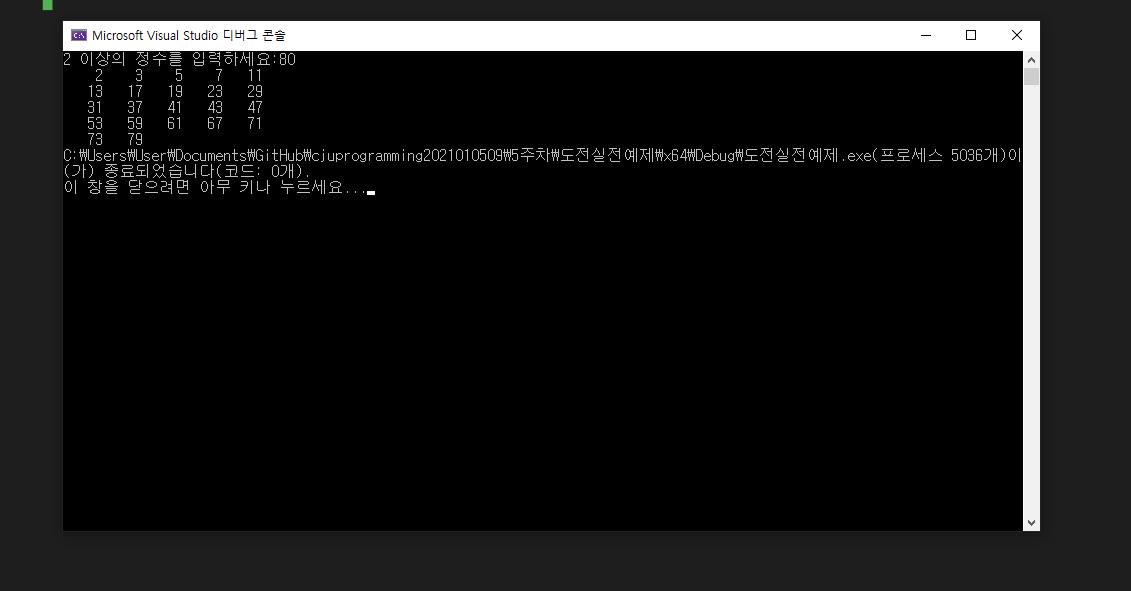 Microsoft Visual Studio 디버그 콘솔
2 이상의 정수를 입력하세요:80
2 3 5 7 11
13 17 19 23 29
31 37 41 43 47
53 59 61 67 71
73 79
C:₩Users₩User₩Documents₩GitHub₩cjuprogramming2021010509₩5주차₩도전실전예제₩x64₩Debug₩도전실전예제.exe(프로세스 5036개)이
(가) 종료되었습니다(코드: 0개).
이 창을 닫으려면 아무 키나 누르세요...